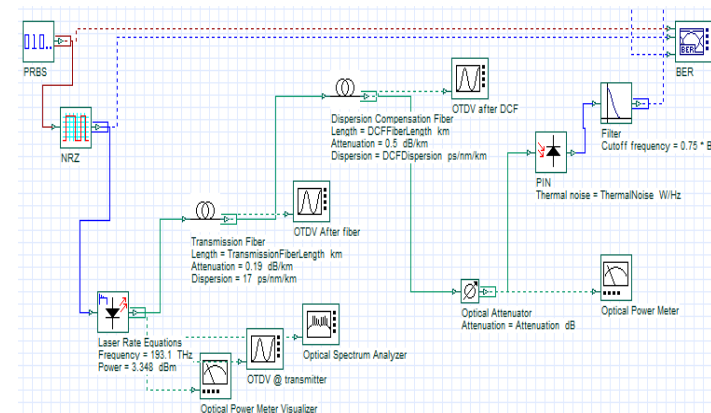 010..
PRBS
BER
BER
OTDV after DCF
NRZ
Dispersion Compensation Fiber
Length = DCFFiberLength km
Attenuation = 0.5 dB/km
Dispersion = DCFDispersion ps/nm/km
Filter
Cutoff frequency = 0.75 * B
PIN
Thermal noise = ThermalNoise W/Hz
OTDV After fiber
Transmission Fiber
Length = TransmissionFiberLength km
Attenuation = 0.19 dB/km
Dispersion = 17 ps/nm/km
Optical Attenuator
Attenuation = Attenuation dB
Optical Power Meter
Laser Rate Equations
Frequency = 193.1 THz
Power = 3.348 dBm
Optical Spectrum Analyzer
OTDV @ transmitter
Optical Power Meter Visualizer